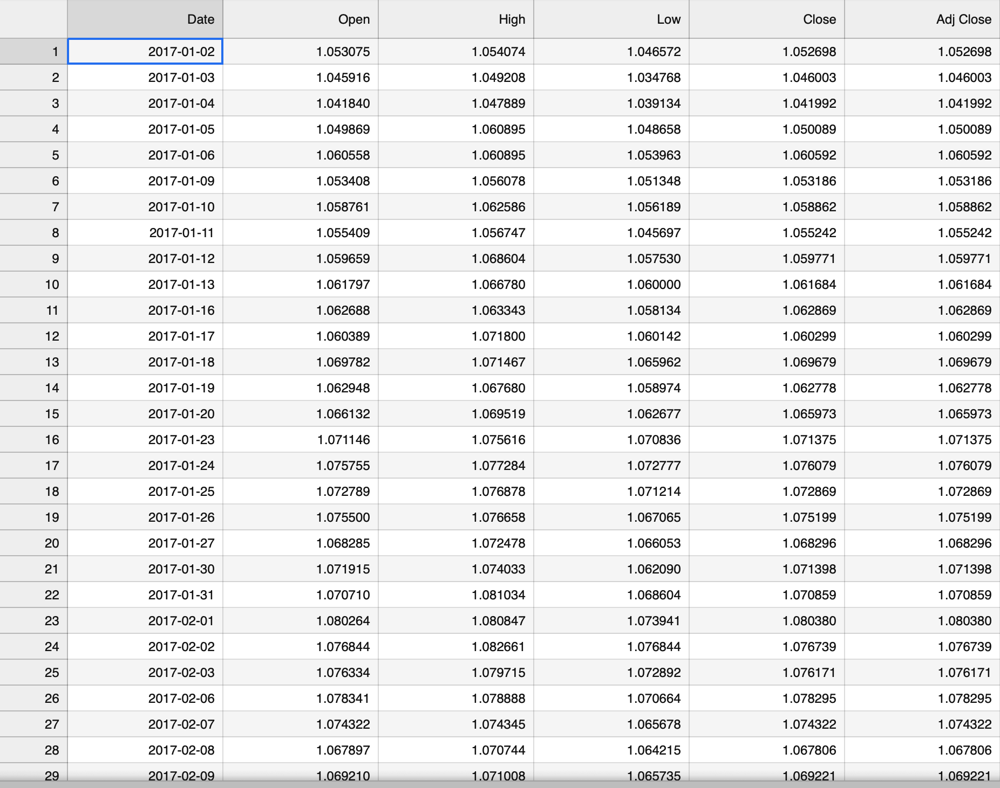 Date Open High Low Close Adj Close
1 2017-01-02 1.053075 1.054074 1.046572 1.052698 1.052698
2 2017-01-03 1.045916 1.049208 1.034768 1.046003 1.046003
3 2017-01-04 1.041840 1.047889 1.039134 1.041992 1.041992
4 2017-01-05 1.049869 1.060895 1.048658 1.050089 1.050089
5 2017-01-06 1.060558 1.060895 1.053963 1.060592 1.060592
6 2017-01-09 1.053408 1.056078 1.051348 1.053186 1.053186
7 2017-01-10 1.058761 1.062586 1.056189 1.058862 1.058862
8 2017-01-11 1.055409 1.056747 1.045697 1.055242 1.055242
9 2017-01-12 1.059659 1.068604 1.057530 1.059771 1.059771
10 2017-01-13 1.061797 1.066780 1.060000 1.061684 1.061684
11 2017-01-16 1.062688 1.063343 1.058134 1.062869 1.062869
12 2017-01-17 1.060389 1.071800 1.060142 1.060299 1.060299
13 2017-01-18 1.069782 1.071467 1.065962 1.069679 1.069679
14 2017-01-19 1.062948 1.067680 1.058974 1.062778 1.062778
15 2017-01-20 1.066132 1.069519 1.062677 1.065973 1.065973
16 2017-01-23 1.071146 1.075616 1.070836 1.071375 1.071375
17 2017-01-24 1.075755 1.077284 1.072777 1.076079 1.076079
18 2017-01-25 1.072789 1.076878 1.071214 1.072869 1.072869
19 2017-01-26 1.075500 1.076658 1.067065 1.075199 1.075199
20 2017-01-27 1.068285 1.072478 1.066053 1.068296 1.068296
21 2017-01-30 1.071915 1.074033 1.062090 1.071398 1.071398
22 2017-01-31 1.070710 1.081034 1.068604 1.070859 1.070859
23 2017-02-01 1.080264 1.080847 1.073941 1.080380 1.080380
24 2017-02-02 1.076844 1.082661 1.076844 1.076739 1.076739
25 2017-02-03 1.076334 1.079715 1.072892 1.076171 1.076171
26 2017-02-06 1.078341 1.078888 1.070664 1.078295 1.078295
27 2017-02-07 1.074322 1.074345 1.065678 1.074322 1.074322
28 2017-02-08 1.067897 1.070744 1.064215 1.067806 1.067806
29 2017-02-09 1.069210 1.071008 1.065735 1.069221 1.069221